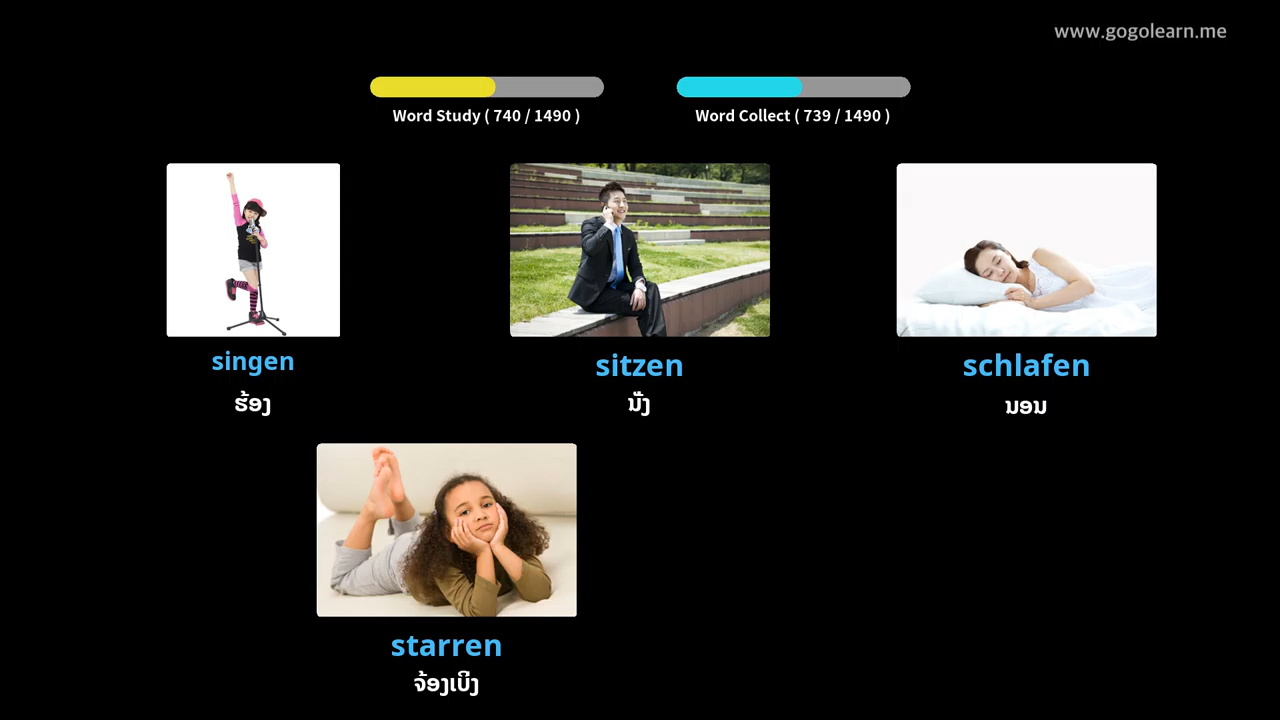 www.gogolearn.me
Word Study ( 740 / 1490 )
Word Collect ( 739 / 1490 )
singen
ຮ້ອງ
sitzen
ນັ່ງ
schlafen
ນອນ
starren
ຈ້ອງເບິ່ງ